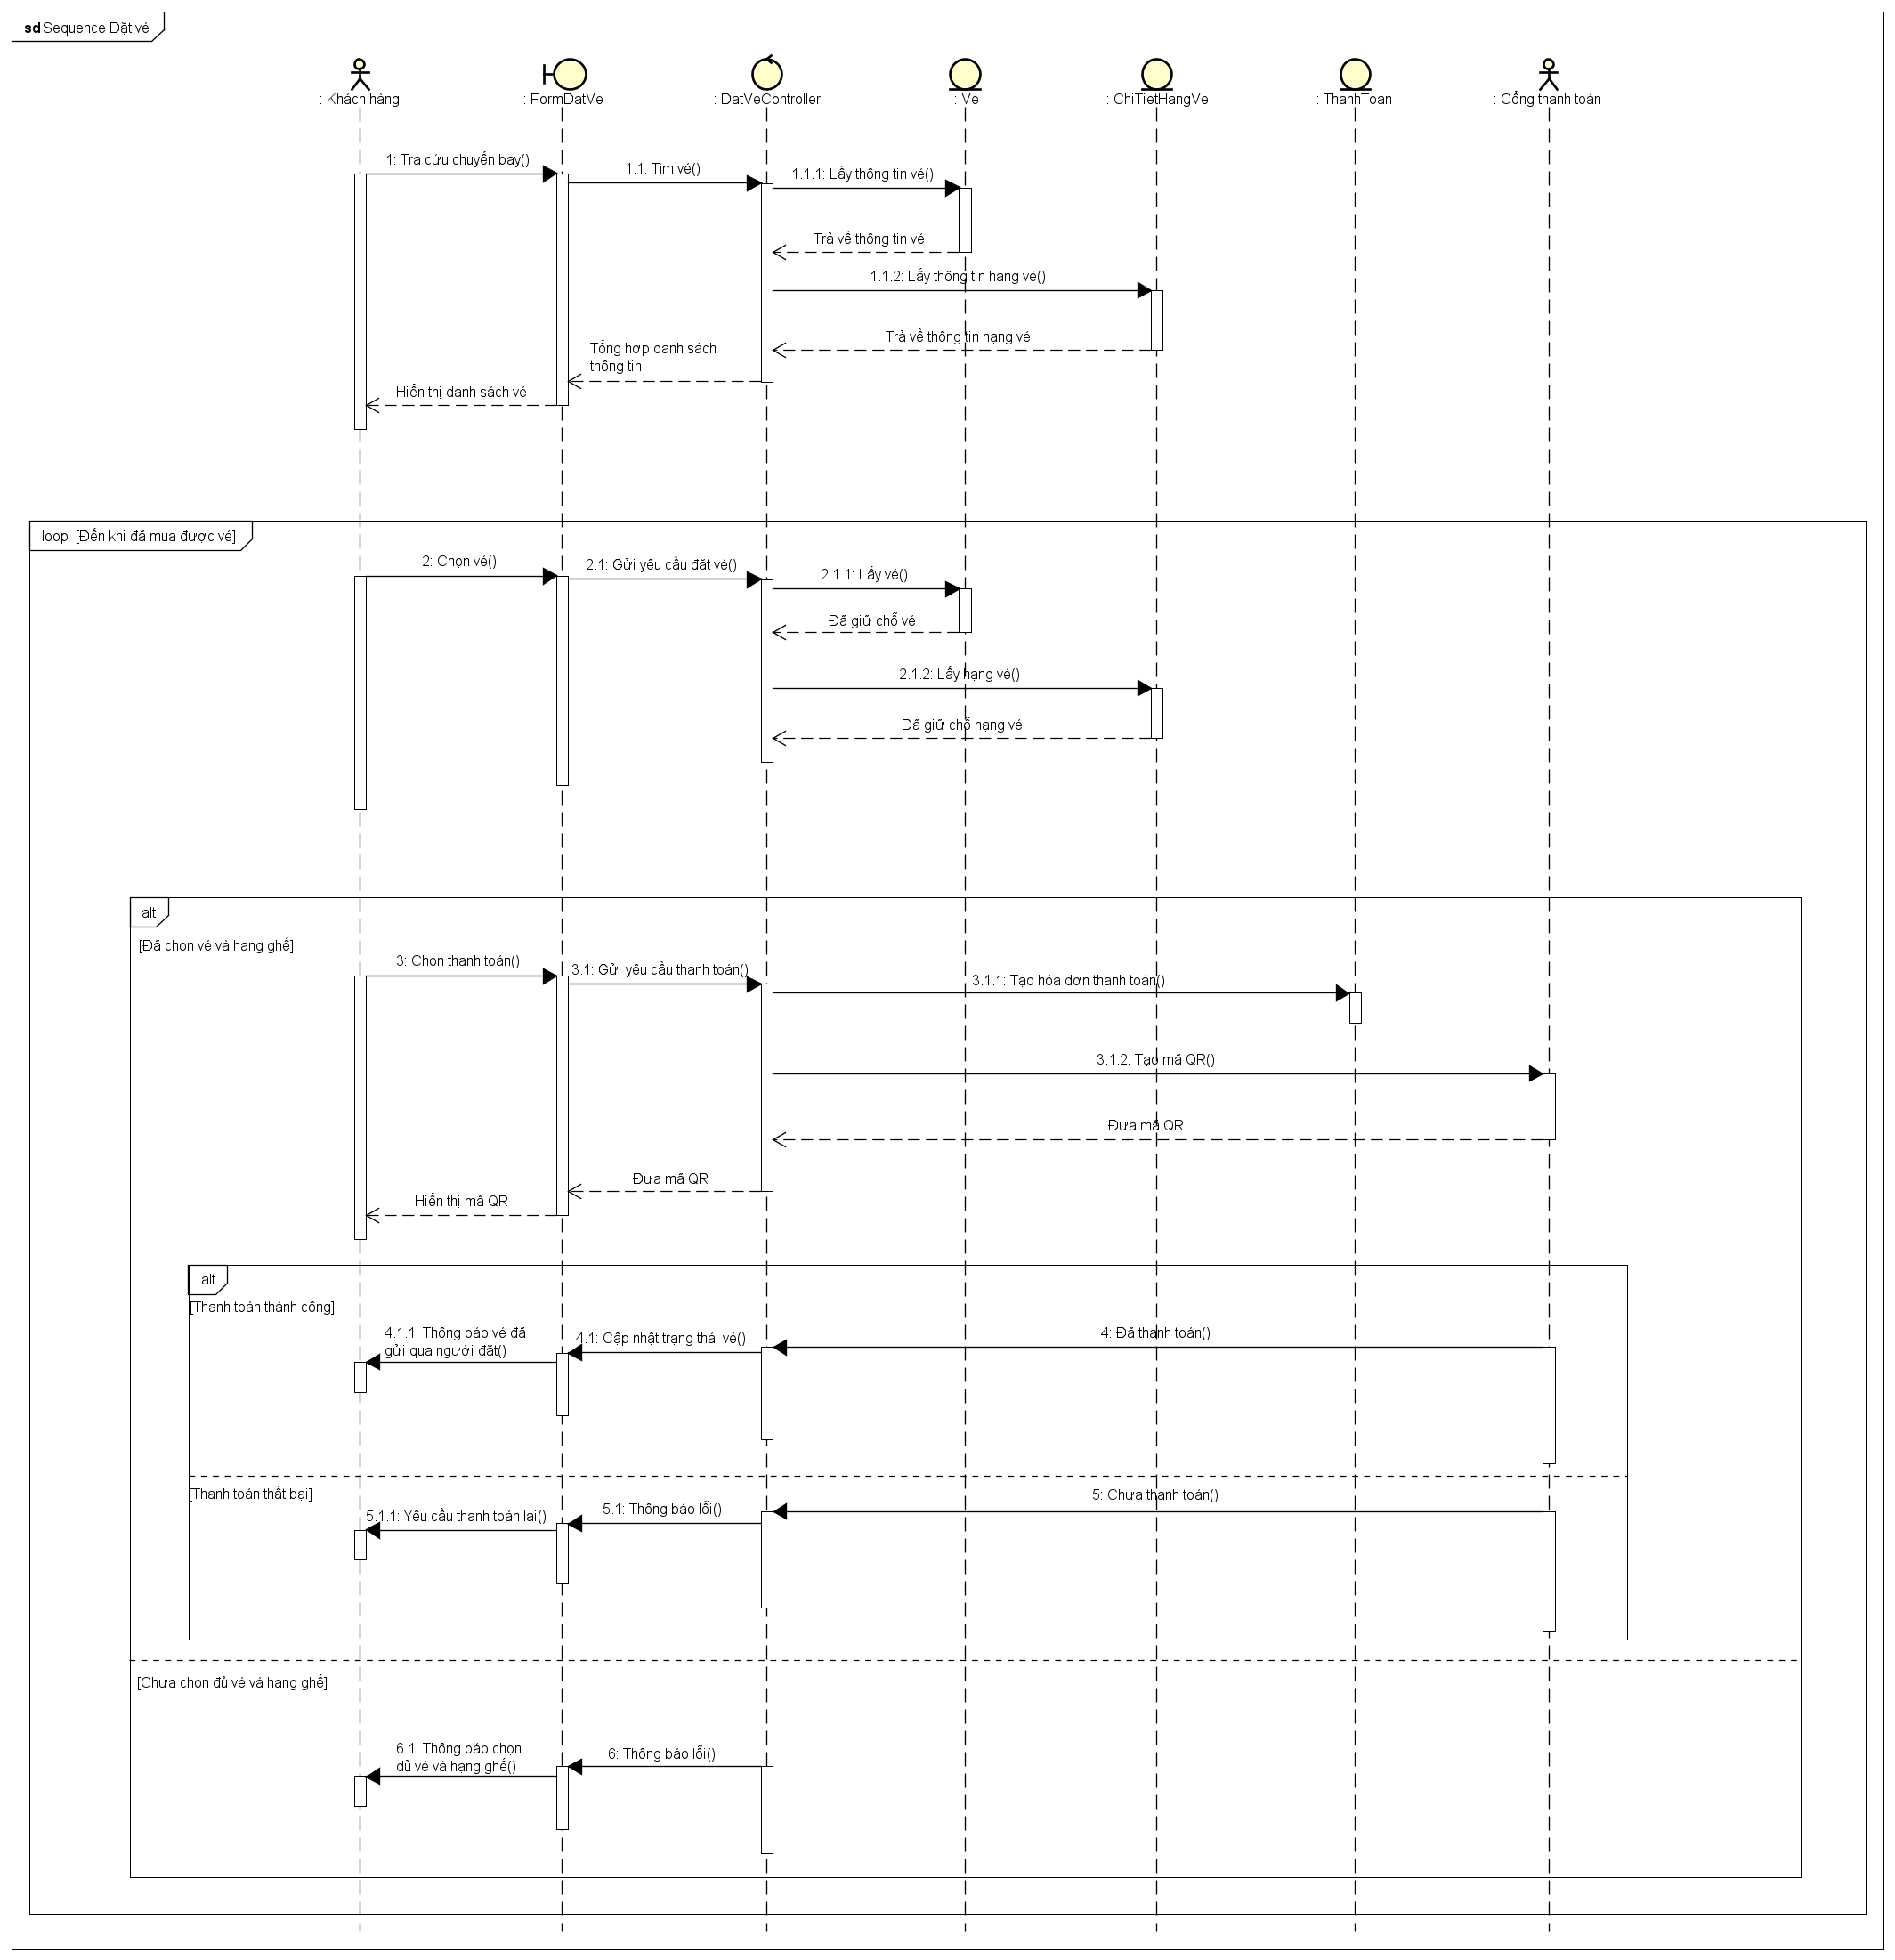 sd Sequence Đặt vé
: Khách hàng
: FormDatVe
: DatVeController
: Ve
: ChiTietHangVe
: ThanhToan
: Cổng thanh toán
1: Tra cứu chuyến bay()
1.1: Tìm vé()
1.1.1: Lấy thông tin vé()
Trả về thông tin vé
1.1.2: Lấy thông tin hạng vé()
Trả về thông tin hạng vé
Tổng hợp danh sách
thông tin
Hiển thị danh sách vé
loop [Đến khi đã mua được vé]
2: Chọn vé()
2.1: Gửi yêu cầu đặt vé()
2.1.1: Lấy vé()
Đã giữ chỗ vé
2.1.2: Lấy hạng vé()
Đã giữ chỗ hạng vé
alt
[Đã chọn vé và hạng ghế]
3: Chọn thanh toán()
3.1: Gửi yêu cầu thanh toán()
3.1.1: Tạo hóa đơn thanh toán()
3.1.2: Tạo mã QR()
Đưa mã QR
Đưa mã QR
Hiển thị mã QR
alt
[Thanh toán thành công]
4: Đã thanh toán()
4.1: Cập nhật trạng thái vé()
4.1.1: Thông báo vé đã
gửi qua người đặt()
[Thanh toán thất bại]
5: Chưa thanh toán()
5.1: Thông báo lỗi()
5.1.1: Yêu cầu thanh toán lại()
[Chưa chọn đủ vé và hạng ghế]
6: Thông báo lỗi()
6.1: Thông báo chọn
đủ vé và hạng ghế()